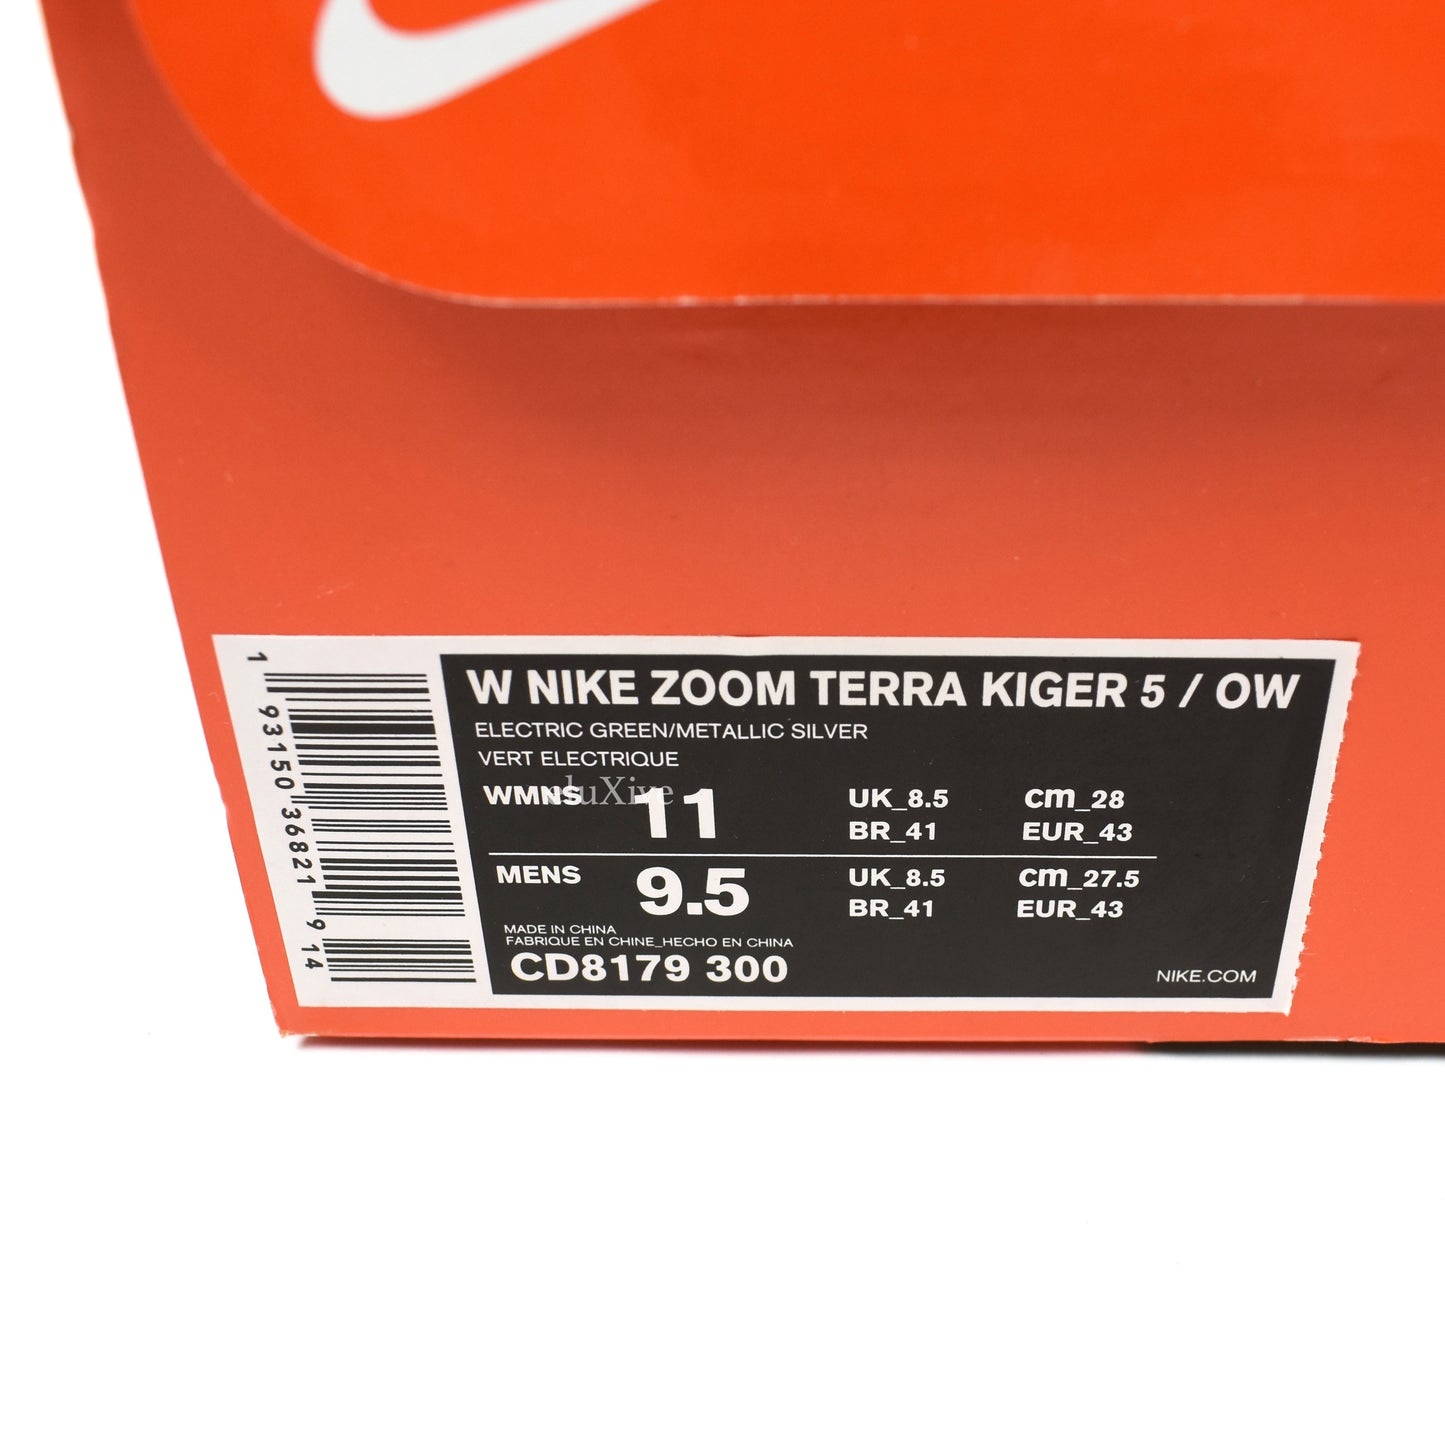 W NIKE ZOOM TERRA KIGER 5 / OW
ELECTRIC GREEN/METALLIC SILVER
VERT ELECTRIQUE
WMNS 11 UK_8.5 cm_28
BR_41 EUR_43
MENS 9.5 UK_8.5 cm_27.5
BR_41 EUR_43
MADE IN CHINA
FABRIQUE EN CHINE_HECHO EN CHINA
CD8179 300 NIKE.COM
1 93150 36821 9 14